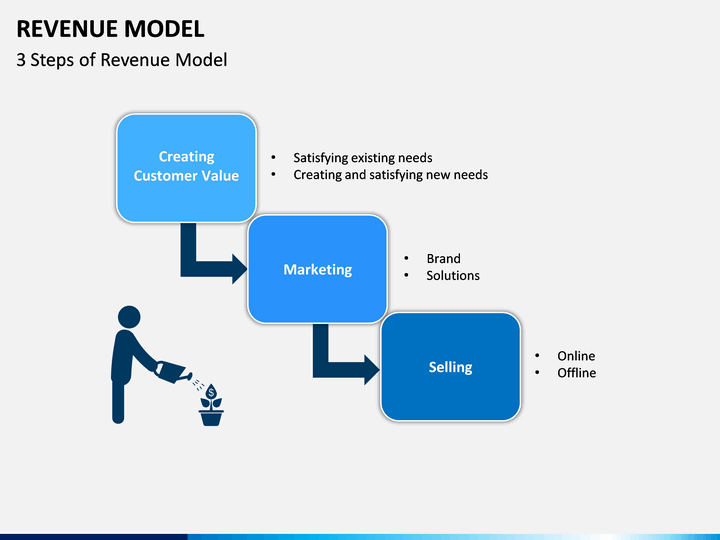 REVENUE MODEL
3 Steps of Revenue Model
Creating
Customer Value
• Satisfying existing needs
• Creating and satisfying new needs
Marketing
• Brand
• Solutions
Selling
• Online
• Offline
$